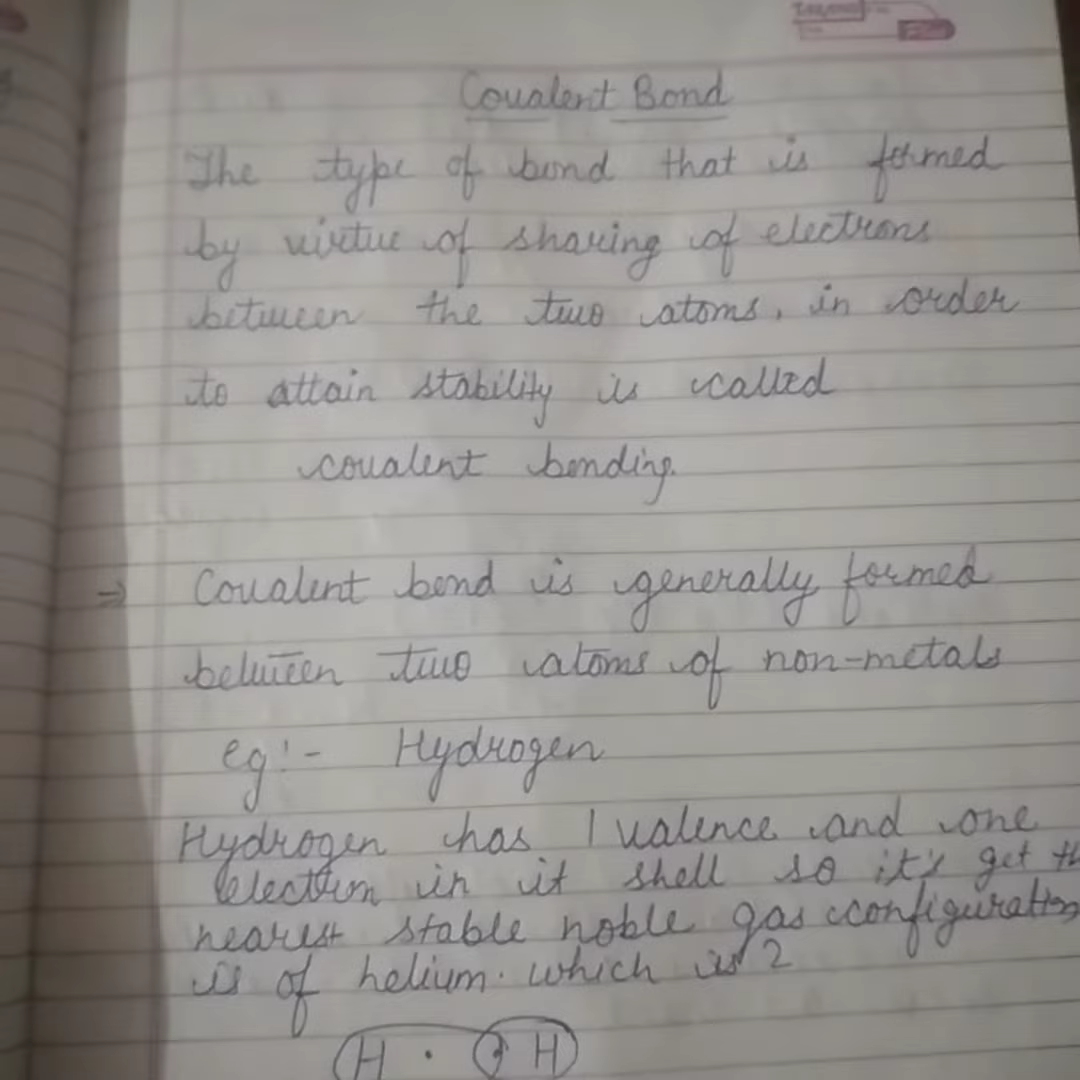 Covalent Bond
The type of bond that is formed
by virtue of sharing of electrons
between the two atoms, in order
to attain stability is called
covalent bonding.
→ Covalent bond is generally formed
between two atoms of non-metals
eg:- Hydrogen
Hydrogen has 1 valence and one
electron in it shell so it's get th
nearest stable noble gas configuration
is of helium. which is 2
H · H